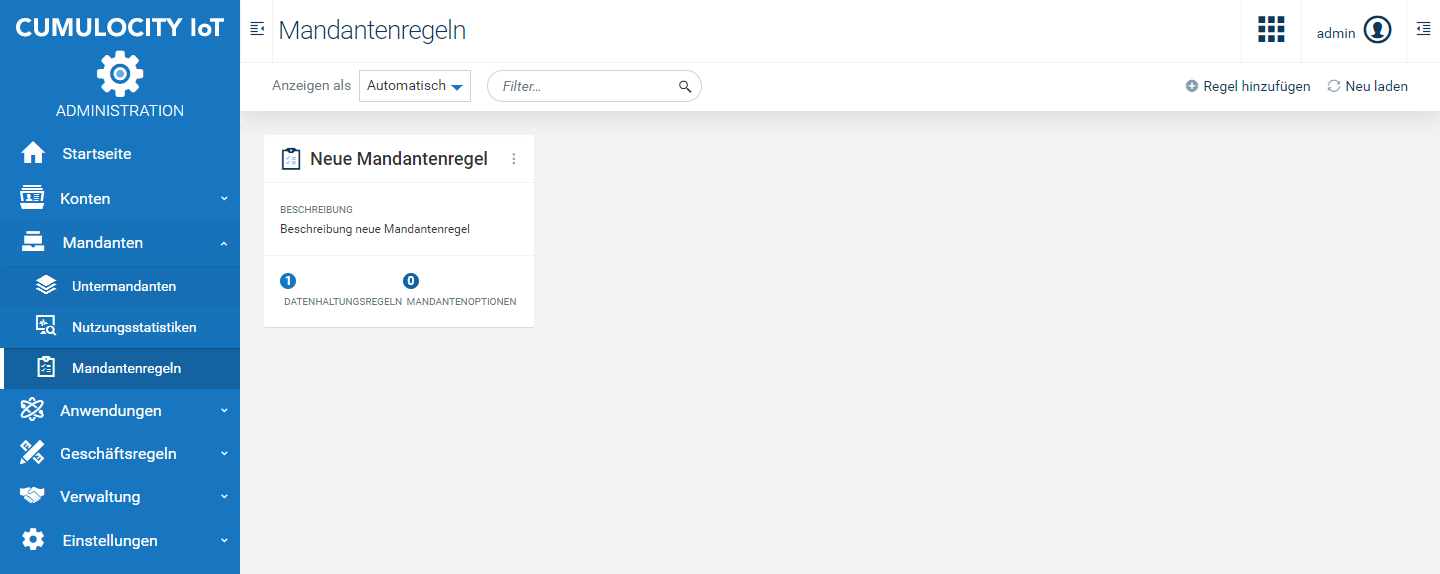 CUMULOCITY IoT
ADMINISTRATION
Startseite
Konten
Mandanten
Untermandanten
Nutzungsstatistiken
Mandantenregeln
Anwendungen
Geschäftsregeln
Verwaltung
Einstellungen
Mandantenregeln
admin
Anzeigen als Automatisch Filter... Regel hinzufügen Neu laden
Neue Mandantenregel
BESCHREIBUNG
Beschreibung neue Mandantenregel
1 0
DATENHALTUNGSREGELN MANDANTENOPTIONEN